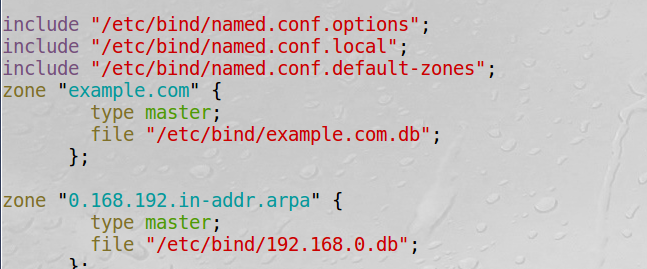 include "/etc/bind/named.conf.options";
include "/etc/bind/named.conf.local";
include "/etc/bind/named.conf.default-zones";
zone "example.com" {
type master;
file "/etc/bind/example.com.db";
};
zone "0.168.192.in-addr.arpa" {
type master;
file "/etc/bind/192.168.0.db";
};